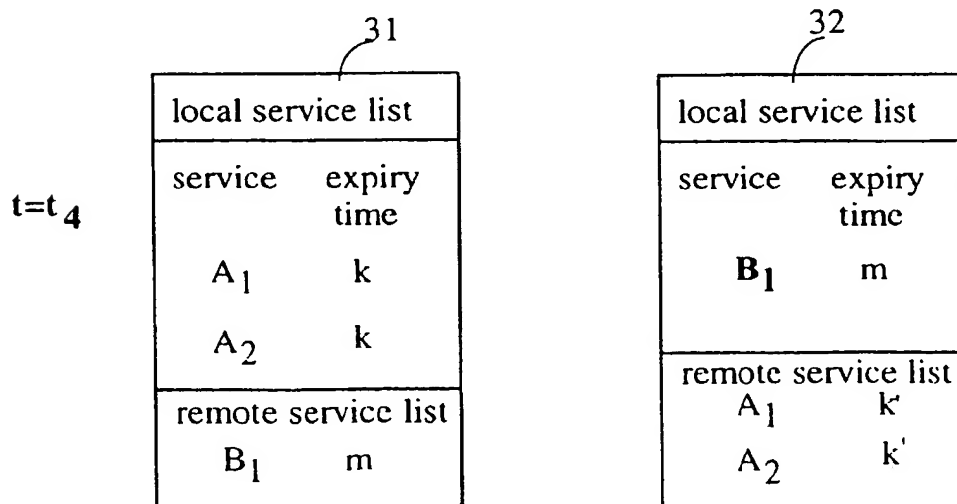 31
local service list
service expiry
time
A1 k
A2 k
remote service list
B1 m
t=t4
32
local service list
service expiry
time
B1 m
remote service list
A1 k'
A2 k'